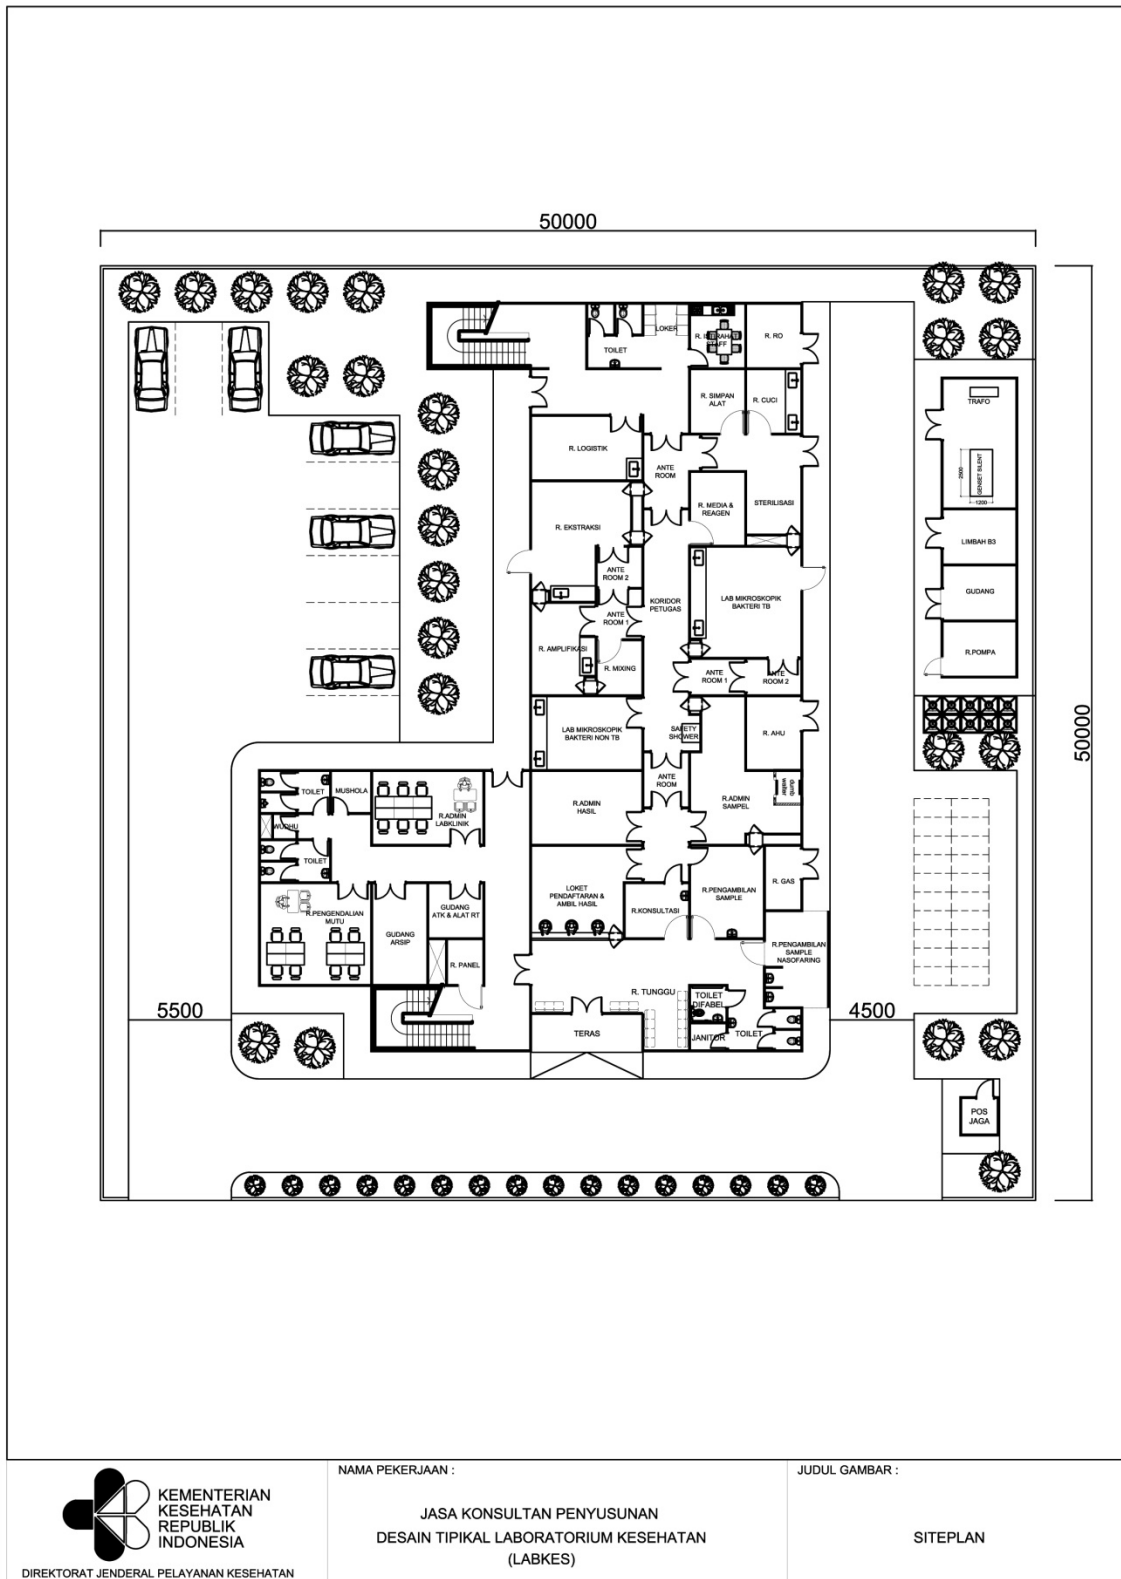 50000
LOKER
TOILET
R. ISTIRAHAT
STAFF
R. RO
R. SIMPAN
ALAT
R. CUCI
TRAFO
R. LOGISTIK
ANTE
ROOM
2500
GENSET SILENT
1200
R. MEDIA &
REAGEN
STERILISASI
R. EKSTRAKSI
LIMBAH B3
ANTE
ROOM 2
KORIDOR
PETUGAS
LAB MIKROSKOPIK
BAKTERI TB
GUDANG
ANTE
ROOM 1
R. AMPLIFIKASI
R. MIXING
R.POMPA
ANTE
ROOM 1
ANTE
ROOM 2
LAB MIKROSKOPIK
BAKTERI NON TB
SAFETY
SHOWER
R. AHU
50000
TOILET
MUSHOLA
R.ADMIN
LABKLINIK
R.ADMIN
HASIL
ANTE
ROOM
R.ADMIN
SAMPEL
dumb
waiter
WUDHU
TOILET
LOKET
PENDAFTARAN &
AMBIL HASIL
R.KONSULTASI
R.PENGAMBILAN
SAMPLE
R. GAS
R.PENGENDALIAN
MUTU
GUDANG
ARSIP
GUDANG
ATK & ALAT RT
R. PANEL
R.PENGAMBILAN
SAMPLE
NASOFARING
R. TUNGGU
TOILET
DIFABEL
5500
4500
TERAS
JANITOR
TOILET
POS
JAGA
KEMENTERIAN
KESEHATAN
REPUBLIK
INDONESIA
DIREKTORAT JENDERAL PELAYANAN KESEHATAN
NAMA PEKERJAAN :
JASA KONSULTAN PENYUSUNAN
DESAIN TIPIKAL LABORATORIUM KESEHATAN
(LABKES)
JUDUL GAMBAR :
SITEPLAN